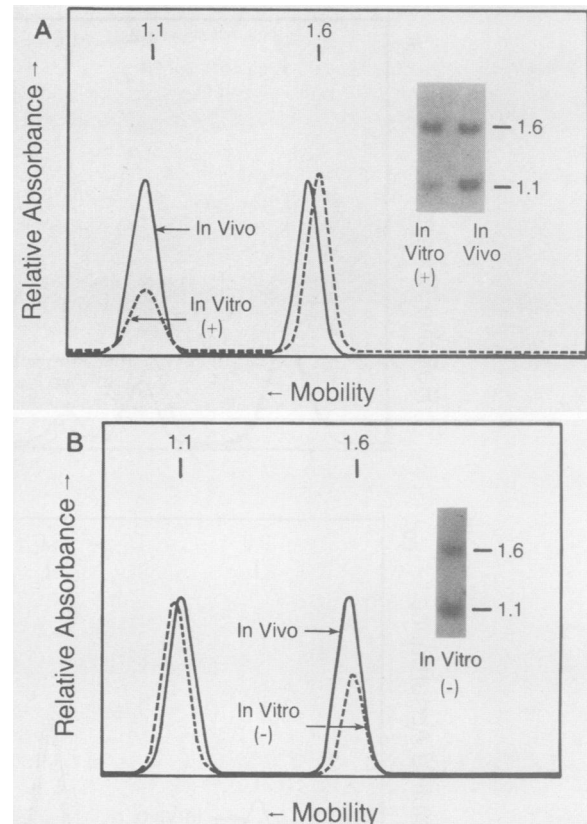 A
1.1
1.6
Relative Absorbance →
In Vivo
In Vitro
(+)
← Mobility
1.6
1.1
In
Vitro
(+)
In
Vivo
B
1.1
1.6
Relative Absorbance →
In Vivo
In Vitro
(-)
← Mobility
1.6
1.1
In Vitro
(-)